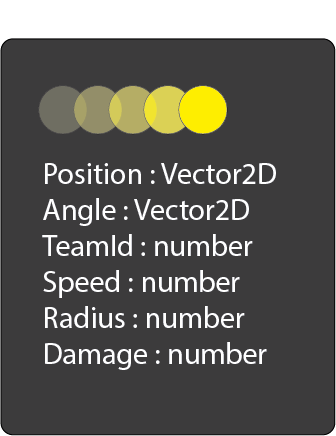 Position : Vector2D
Angle : Vector2D
TeamId : number
Speed : number
Radius : number
Damage : number